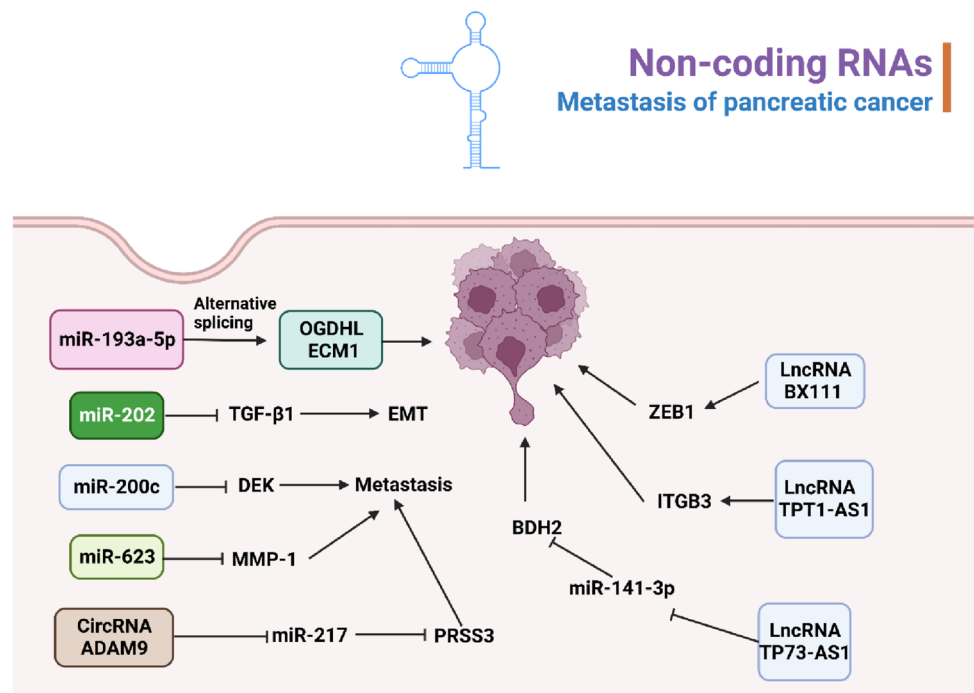 Non-coding RNAs
Metastasis of pancreatic cancer
Alternative
splicing
miR-193a-5p
OGDHL
ECM1
miR-202
TGF-β1
EMT
miR-200c
DEK
Metastasis
miR-623
MMP-1
CircRNA
ADAM9
miR-217
PRSS3
LncRNA
BX111
ZEB1
LncRNA
TPT1-AS1
ITGB3
BDH2
miR-141-3p
LncRNA
TP73-AS1